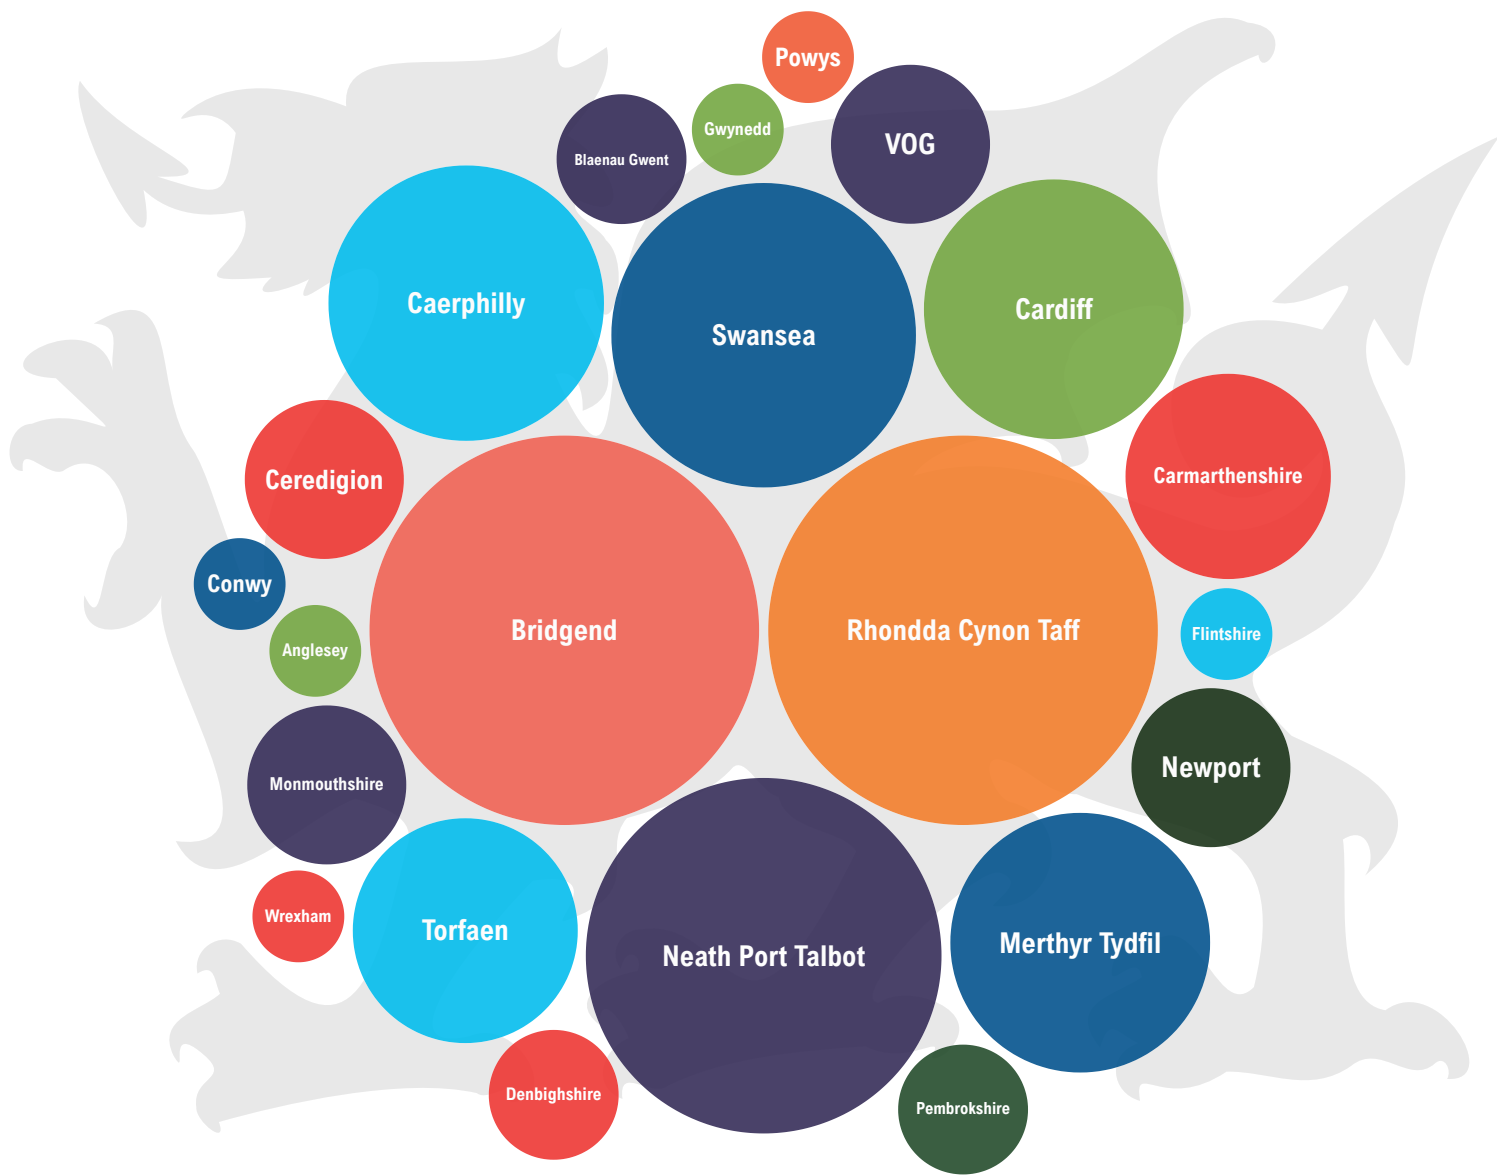 Powys
Gwynedd
VOG
Blaenau Gwent
Caerphilly
Cardiff
Swansea
Carmarthenshire
Ceredigion
Conwy
Bridgend
Rhondda Cynon Taff
Flintshire
Anglesey
Newport
Monmouthshire
Wrexham
Torfaen
Merthyr Tydfil
Neath Port Talbot
Denbighshire
Pembrokshire